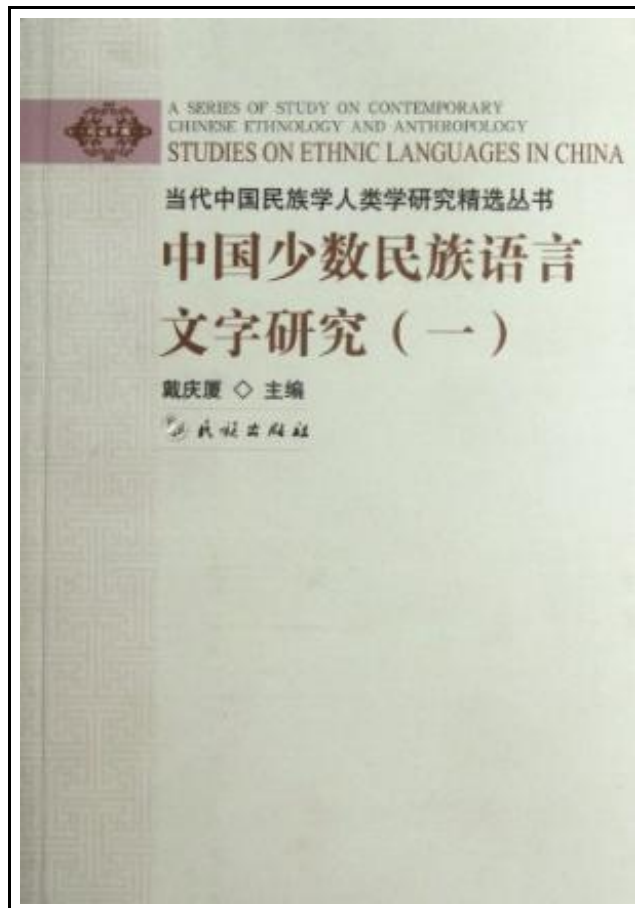 A SERIES OF STUDY ON CONTEMPORARY
CHINESE ETHNOLOGY AND ANTHROPOLOGY
STUDIES ON ETHNIC LANGUAGES IN CHINA
当代中国民族学人类学研究精选丛书
中国少数民族语言
文字研究(一)
戴庆厦 ◇ 主编
民族出版社